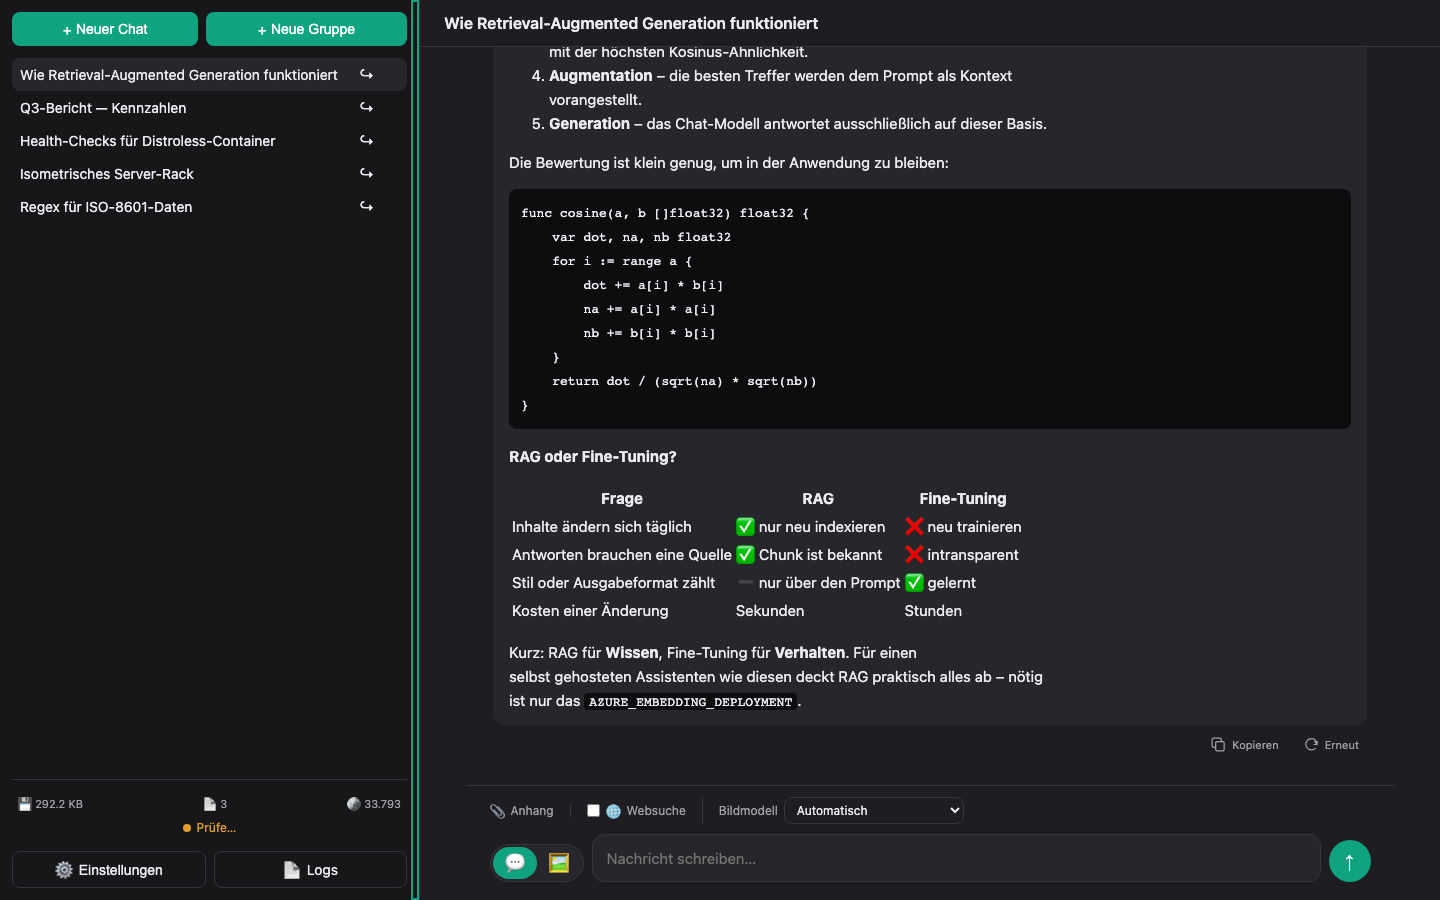 + Neuer Chat
+ Neue Gruppe
Wie Retrieval-Augmented Generation funktioniert
Q3-Bericht — Kennzahlen
Health-Checks für Distroless-Container
Isometrisches Server-Rack
Regex für ISO-8601-Daten
292.2 KB
3
33.793
Prüfe...
Einstellungen
Logs
Wie Retrieval-Augmented Generation funktioniert
mit der höchsten Kosinus-Ähnlichkeit.
4. Augmentation – die besten Treffer werden dem Prompt als Kontext
vorangestellt.
5. Generation – das Chat-Modell antwortet ausschließlich auf dieser Basis.
Die Bewertung ist klein genug, um in der Anwendung zu bleiben:
func cosine(a, b []float32) float32 {
    var dot, na, nb float32
    for i := range a {
        dot += a[i] * b[i]
        na += a[i] * a[i]
        nb += b[i] * b[i]
    }
    return dot / (sqrt(na) * sqrt(nb))
}
RAG oder Fine-Tuning?
Frage RAG Fine-Tuning
Inhalte ändern sich täglich ✅ nur neu indexieren ❌ neu trainieren
Antworten brauchen eine Quelle ✅ Chunk ist bekannt ❌ intransparent
Stil oder Ausgabeformat zählt ➖ nur über den Prompt ✅ gelernt
Kosten einer Änderung Sekunden Stunden
Kurz: RAG für Wissen, Fine-Tuning für Verhalten. Für einen
selbst gehosteten Assistenten wie diesen deckt RAG praktisch alles ab – nötig
ist nur das AZURE_EMBEDDING_DEPLOYMENT.
Kopieren
Erneut
Anhang
Websuche
Bildmodell
Automatisch
Nachricht schreiben...